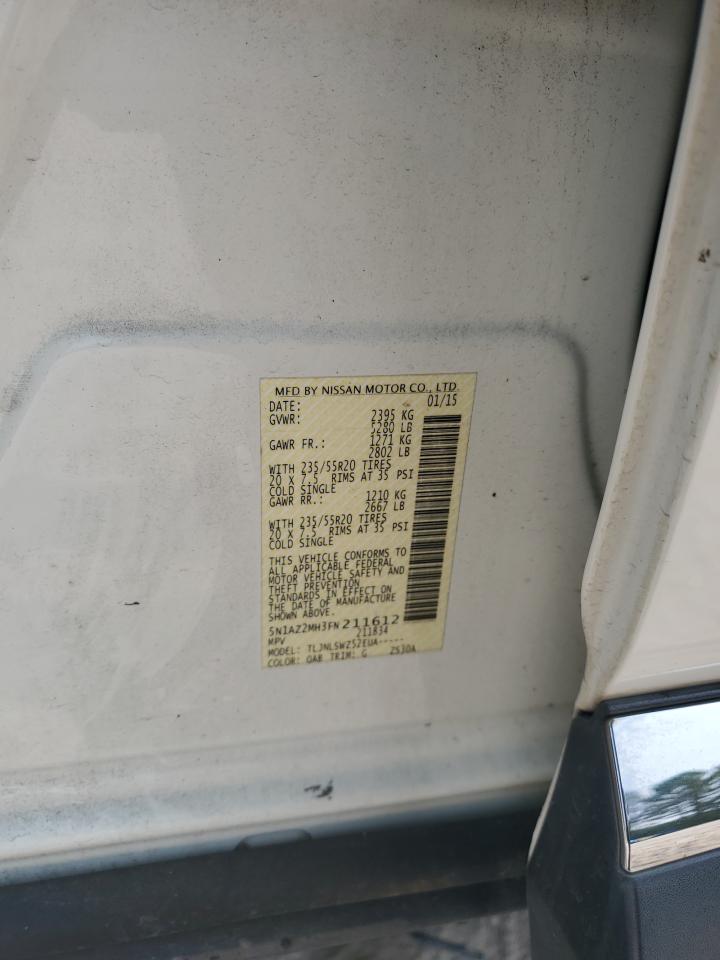 MFD BY NISSAN MOTOR CO., LTD.
DATE: 01/15
GVWR: 2395 KG
5280 LB
GAWR FR.: 1271 KG
2802 LB
WITH 235/55R20 TIRES
20 X 7.5 RIMS AT 35 PSI
COLD SINGLE
GAWR RR.: 1210 KG
2667 LB
WITH 235/55R20 TIRES
20 X 7.5 RIMS AT 35 PSI
COLD SINGLE
THIS VEHICLE CONFORMS TO
ALL APPLICABLE FEDERAL
MOTOR VEHICLE SAFETY AND
THEFT PREVENTION
STANDARDS IN EFFECT ON
THE DATE OF MANUFACTURE
SHOWN ABOVE.
5N1AZ2MH3FN211612
MPV 211834
MODEL: TLJNLSWZ52EUA-----
COLOR: QAB TRIM: G Z530A